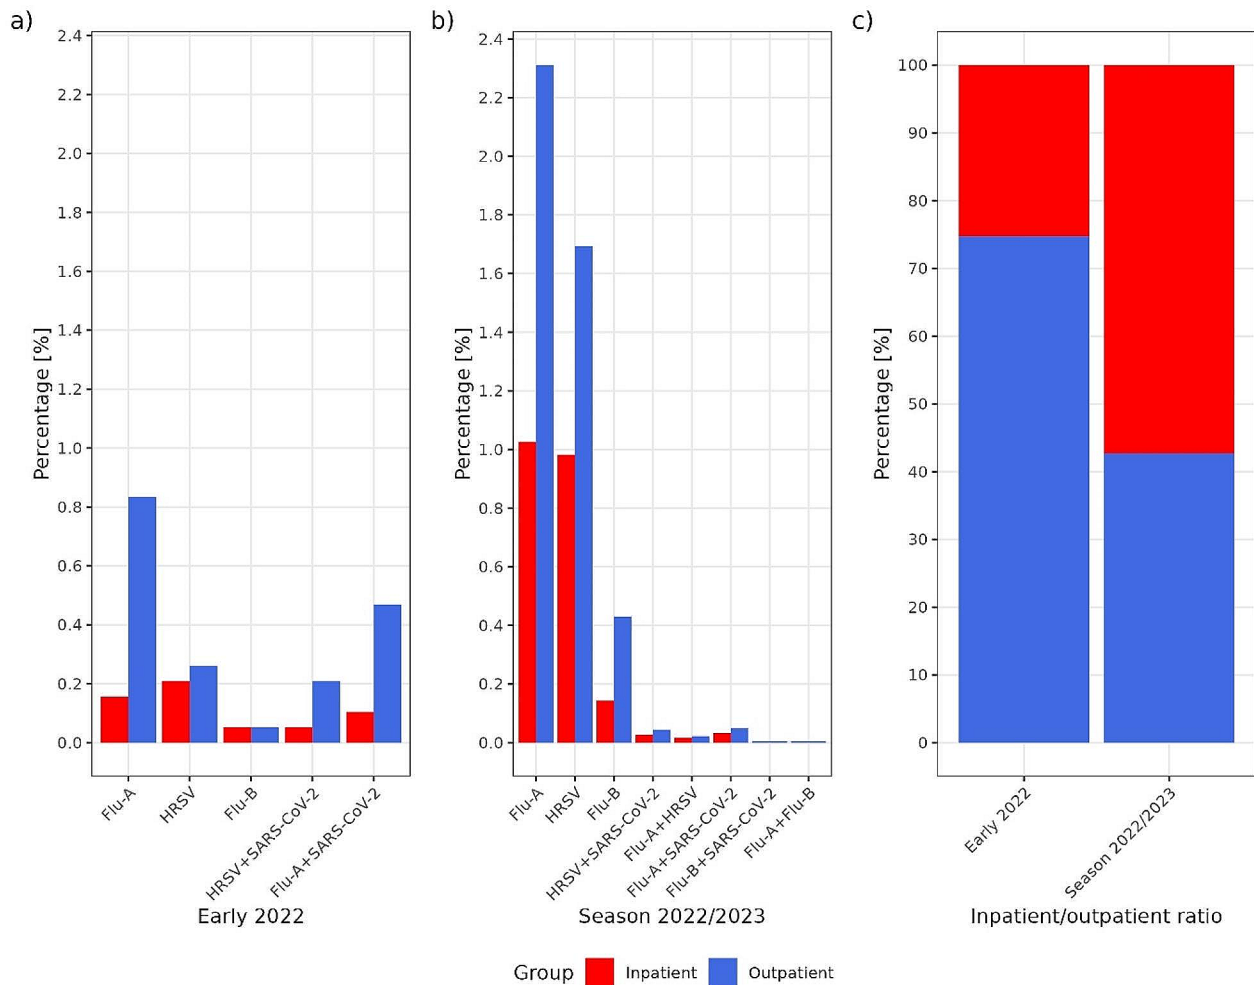 a)
2.4
2.2
2.0
1.8
1.6
1.4
1.2
1.0
0.8
0.6
0.4
0.2
0.0
Percentage [%]
Flu-A
HRSV
Flu-B
HRSV+SARS-CoV-2
Flu-A+SARS-CoV-2
Early 2022
b)
2.4
2.2
2.0
1.8
1.6
1.4
1.2
1.0
0.8
0.6
0.4
0.2
0.0
Percentage [%]
Flu-A
HRSV
Flu-B
HRSV+SARS-CoV-2
Flu-A+HRSV
Flu-A+SARS-CoV-2
Flu-B+SARS-CoV-2
Flu-A+Flu-B
Season 2022/2023
c)
100
90
80
70
60
50
40
30
20
10
0
Percentage [%]
Early 2022
Season 2022/2023
Inpatient/outpatient ratio
Group Inpatient Outpatient